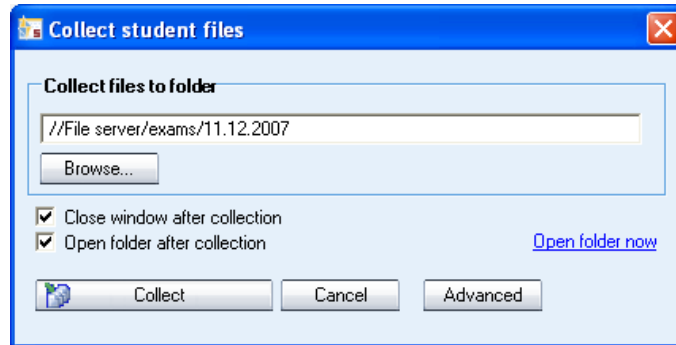 Collect student files
Collect files to folder
//File server/exams/11.12.2007
Browse...
Close window after collection
Open folder after collection
Open folder now
Collect
Cancel
Advanced